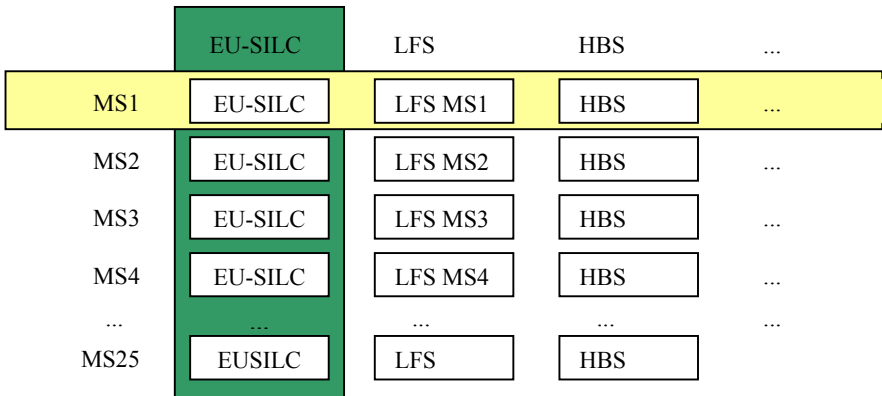 EU-SILC LFS HBS ...
MS1 EU-SILC LFS MS1 HBS ...
MS2 EU-SILC LFS MS2 HBS ...
MS3 EU-SILC LFS MS3 HBS ...
MS4 EU-SILC LFS MS4 HBS ...
... ... ... ... ...
MS25 EUSILC LFS HBS